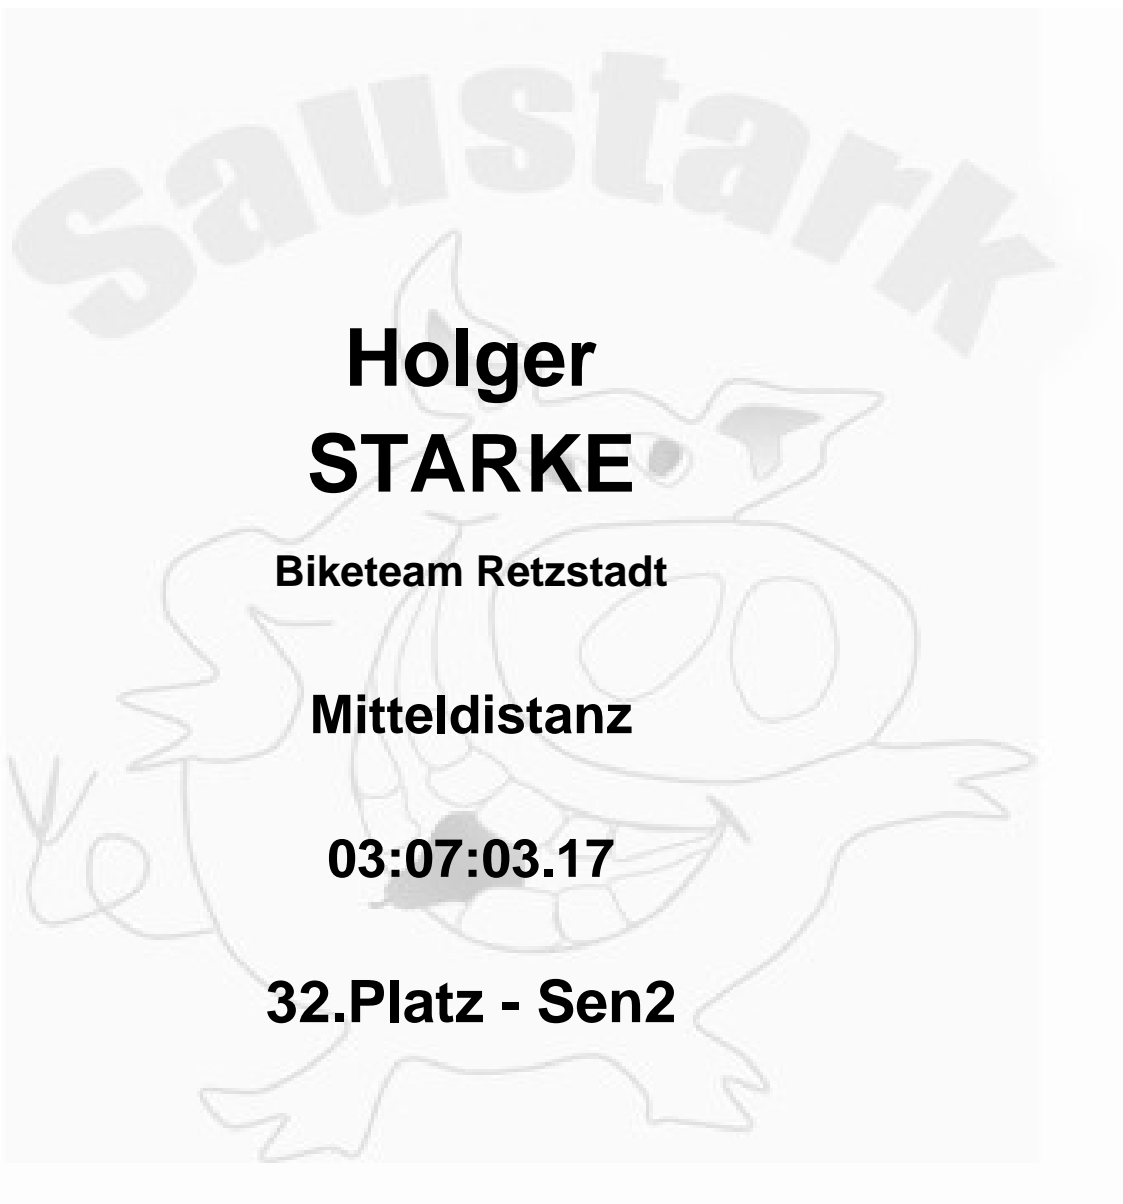 Saustark
Holger
STARKE
Biketeam Retzstadt
Mitteldistanz
03:07:03.17
32.Platz - Sen2